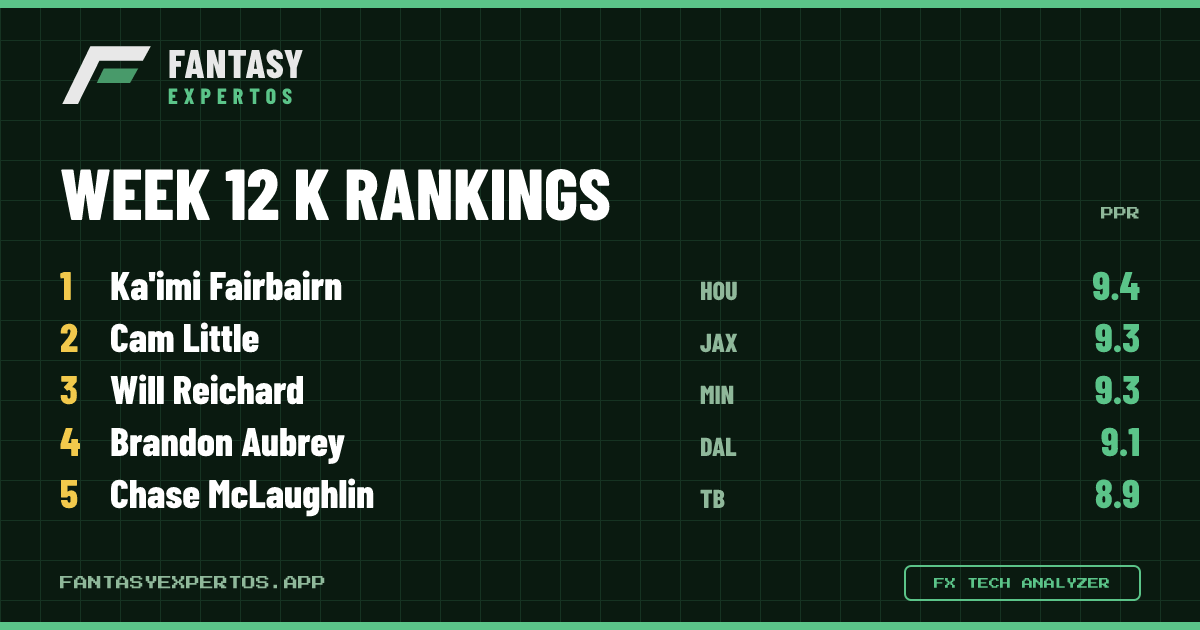 FANTASY
EXPERTOS
WEEK 12 K RANKINGS
PPR
1 Ka'imi Fairbairn HOU 9.4
2 Cam Little JAX 9.3
3 Will Reichard MIN 9.3
4 Brandon Aubrey DAL 9.1
5 Chase McLaughlin TB 8.9
FANTASYEXPERTOS.APP
FX TECH ANALYZER